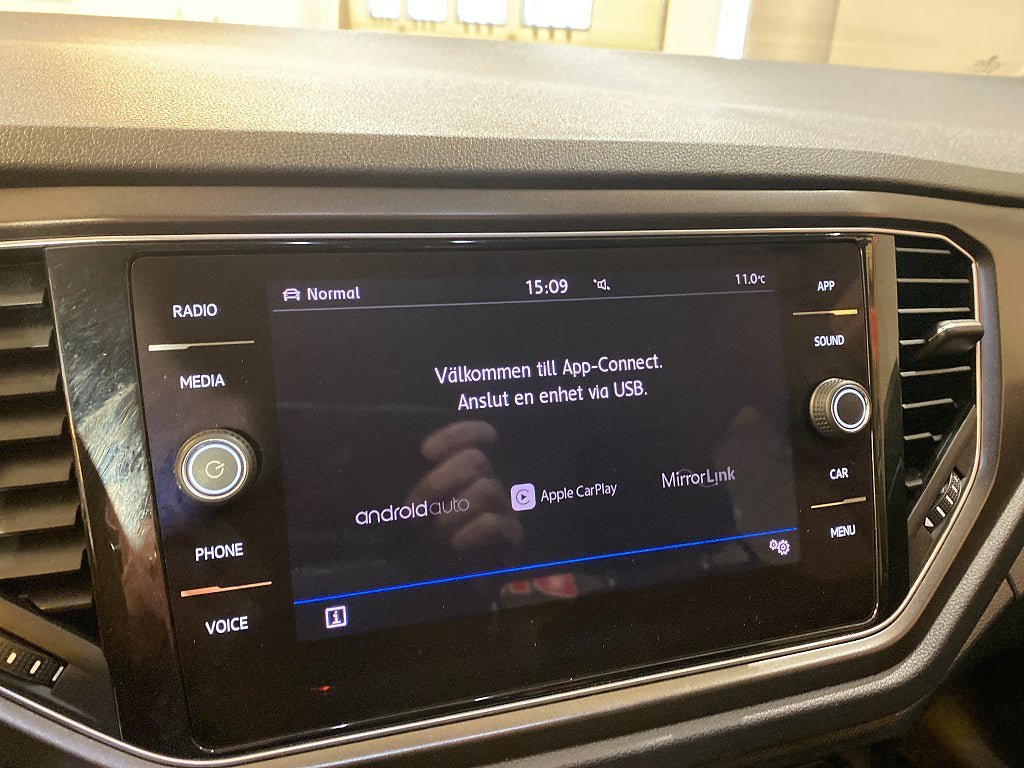 RADIO
MEDIA
PHONE
VOICE
Normal
15:09
11.0°C
Välkommen till App-Connect.
Anslut en enhet via USB.
androidauto
Apple CarPlay
MirrorLink
i
APP
SOUND
CAR
MENU